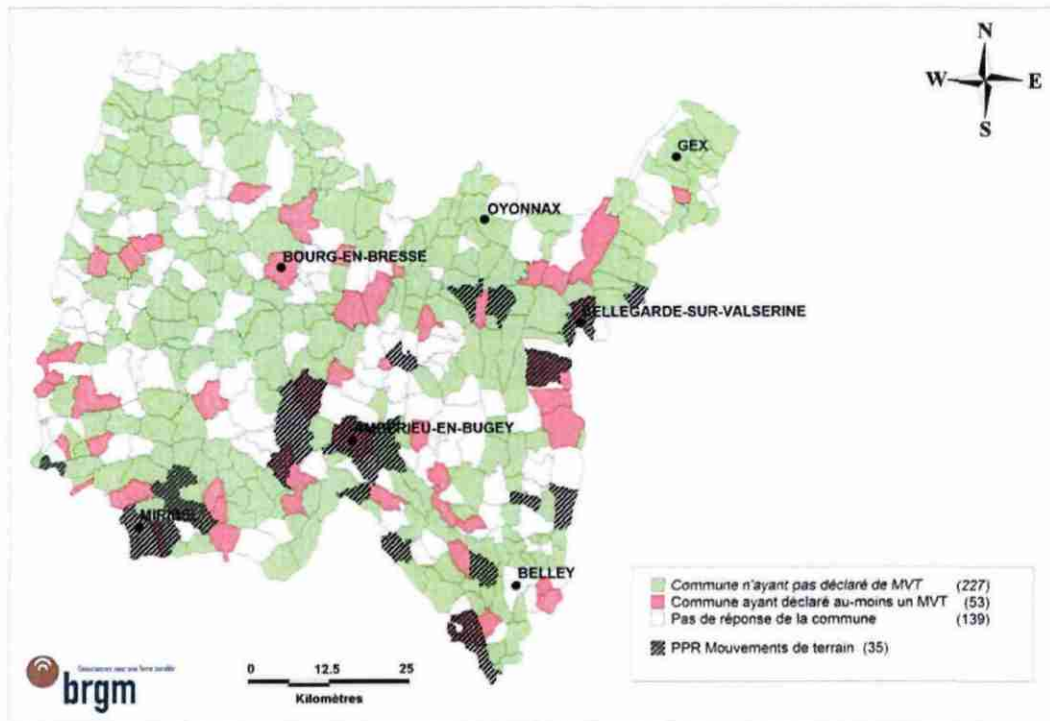 N
W E
S
GEX
OYONNAX
BOURG-EN-BRESSE
BELLEGARDE-SUR-VALSERINE
AMBERIEU-EN-BUGEY
BELLEY
Commune n'ayant pas déclaré de MVT (227)
Commune ayant déclaré au-moins un MVT (53)
Pas de réponse de la commune (139)
PPR Mouvements de terrain (35)
brgm
0 12.5 25
Kilomètres